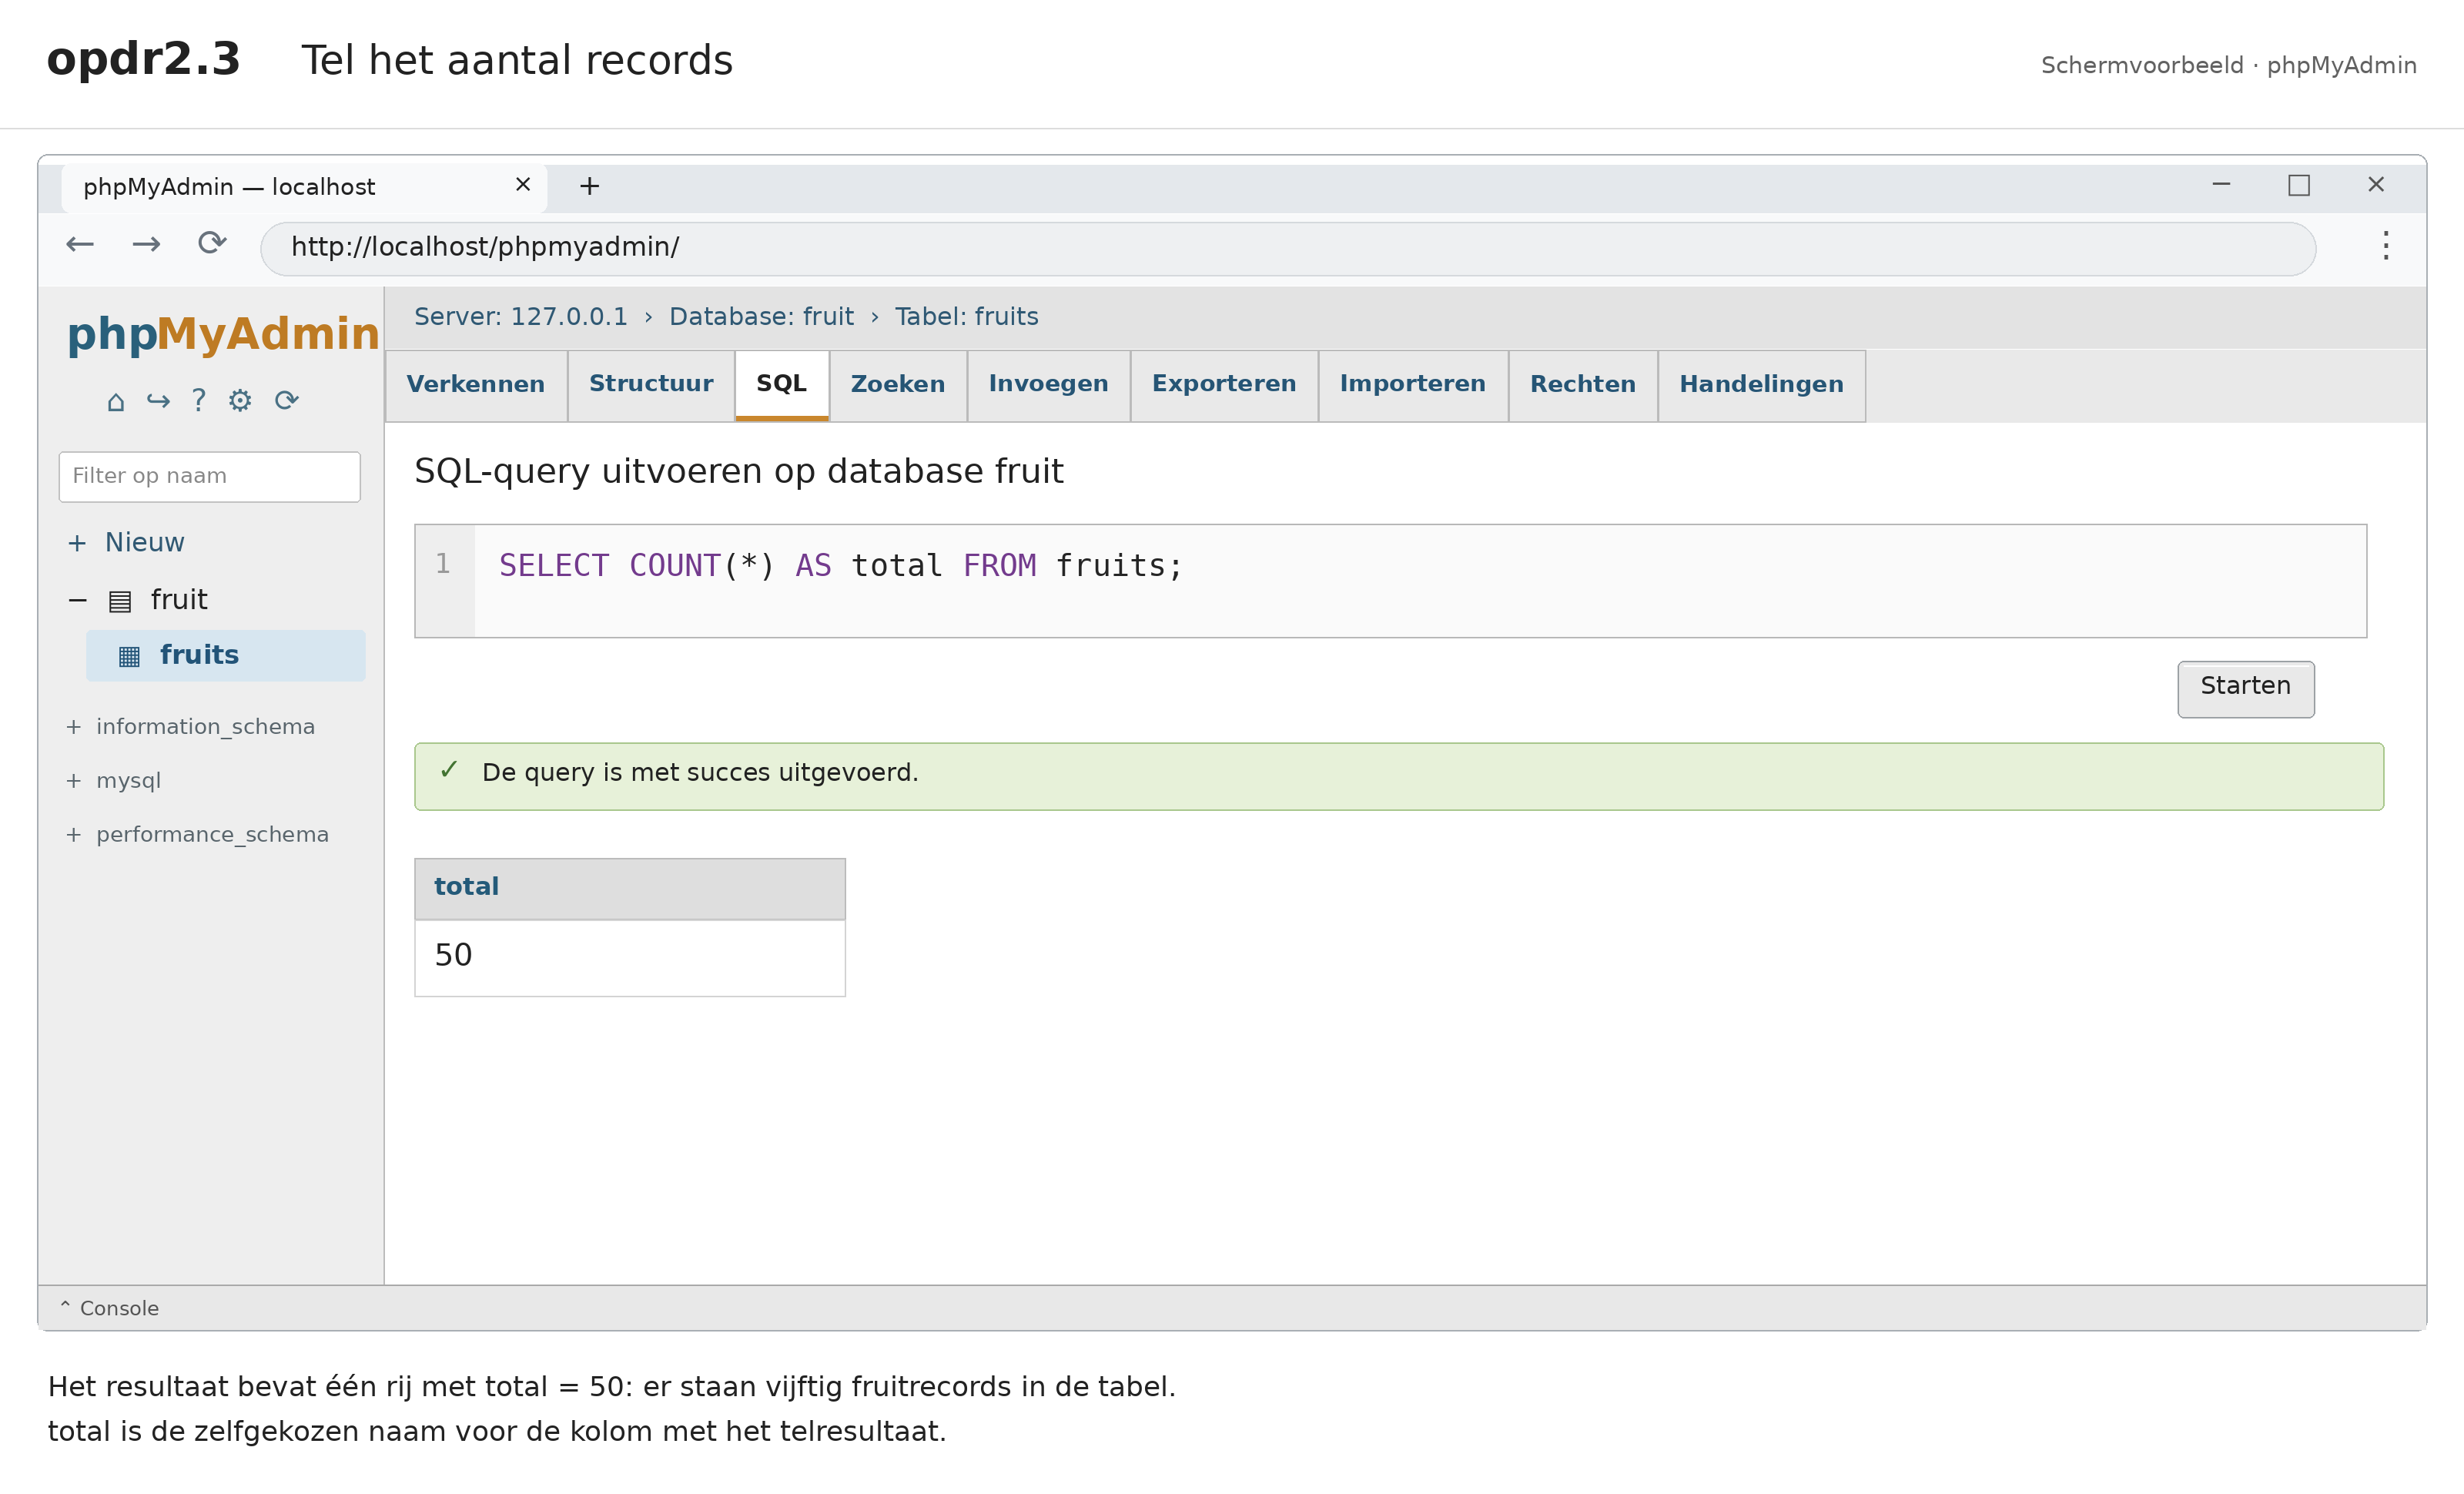 opdr2.3 Tel het aantal records
Schermvoorbeeld · phpMyAdmin
phpMyAdmin — localhost × +
− □ ×
← → ⟳ http://localhost/phpmyadmin/ ⋮
phpMyAdmin
⌂ ↪ ? ⚙ ⟳
Filter op naam
+ Nieuw
− ▤ fruit
▦ fruits
+ information_schema
+ mysql
+ performance_schema
Server: 127.0.0.1 › Database: fruit › Tabel: fruits
Verkennen Structuur SQL Zoeken Invoegen Exporteren Importeren Rechten Handelingen
SQL-query uitvoeren op database fruit
1 SELECT COUNT(*) AS total FROM fruits;
Starten
✓ De query is met succes uitgevoerd.
total
50
⌃ Console
Het resultaat bevat één rij met total = 50: er staan vijftig fruitrecords in de tabel.
total is de zelfgekozen naam voor de kolom met het telresultaat.